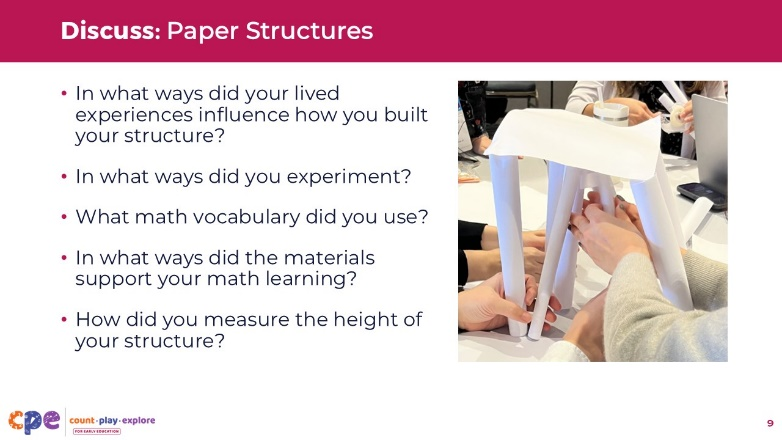 Discuss: Paper Structures
• In what ways did your lived
experiences influence how you built
your structure?
• In what ways did you experiment?
• What math vocabulary did you use?
• In what ways did the materials
support your math learning?
• How did you measure the height of
your structure?
cpe
count·play·explore
FOR EARLY EDUCATION
9